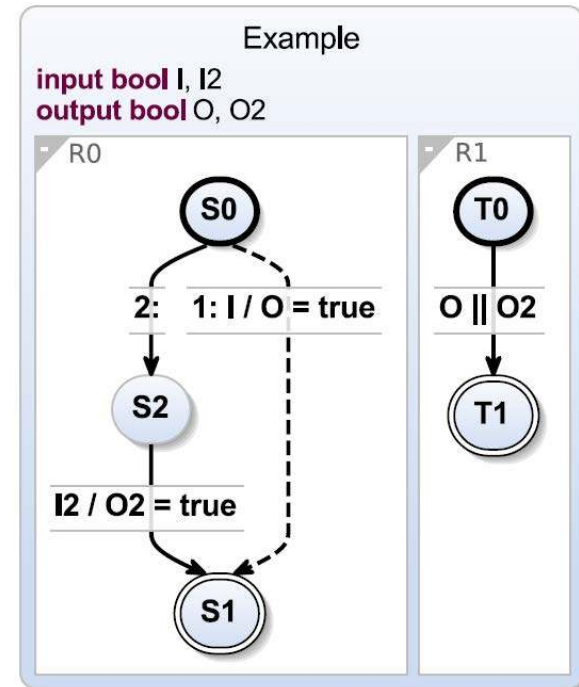 Example
input bool I, I2
output bool O, O2
- R0
S0
2:
1: I / O = true
S2
I2 / O2 = true
S1
- R1
T0
O || O2
T1